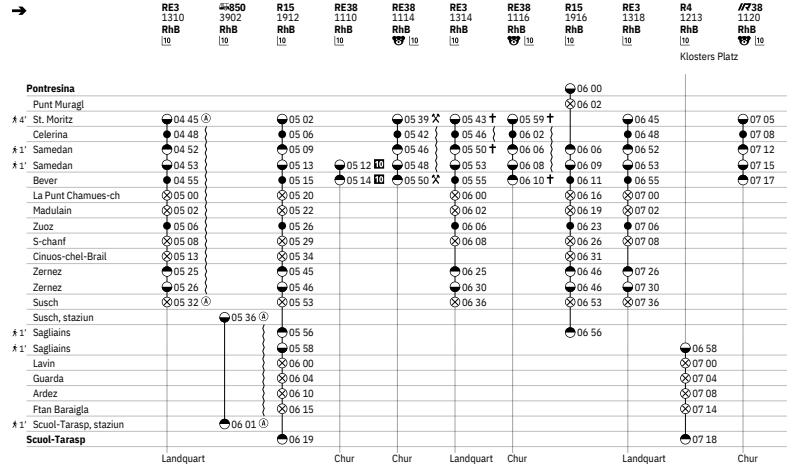 RE3 850 R15 RE38 RE38 RE3 RE38 R15 RE3 R4 738
1310 3902 1912 1110 1114 1314 1116 1916 1318 1213 1120
RhB RhB RhB RhB RhB RhB RhB RhB RhB RhB
10 10 10 10 10 10 10 10 10 10 10
Klosters Platz
Pontresina 06 00
Punt Muragl 06 02
4' St. Moritz 04 45 A 05 02 05 39 05 43 05 59 06 45 07 05
Celerina 04 48 05 06 05 42 05 46 06 02 06 48 07 08
1' Samedan 04 52 05 09 05 46 05 50 06 06 06 06 06 52 07 12
1' Samedan 04 53 05 13 05 12 10 05 48 05 53 06 08 06 09 06 53 07 15
Bever 04 55 05 15 05 14 10 05 50 05 55 06 10 06 11 06 55 07 17
La Punt Chamues-ch 05 00 05 20 06 00 06 16 07 00
Madulain 05 02 05 22 06 02 06 19 07 02
Zuoz 05 06 05 26 06 06 06 23 07 06
S-chanf 05 08 05 29 06 08 06 26 07 08
Cinuos-chel-Brail 05 13 05 34 06 31
Zernez 05 25 05 45 06 25 06 46 07 26
Zernez 05 26 05 46 06 30 06 46 07 30
Susch 05 32 A 05 53 06 36 06 53 07 36
Susch, staziun 05 36 A
1' Sagliains 05 56 06 56
1' Sagliains 05 58 06 58
Lavin 06 00 07 00
Guarda 06 04 07 04
Ardez 06 10 07 08
Ftan Baraigla 06 15 07 14
1' Scuol-Tarasp, staziun 06 01 A
Scuol-Tarasp 06 19 07 18
Landquart Chur Chur Landquart Chur Landquart Chur